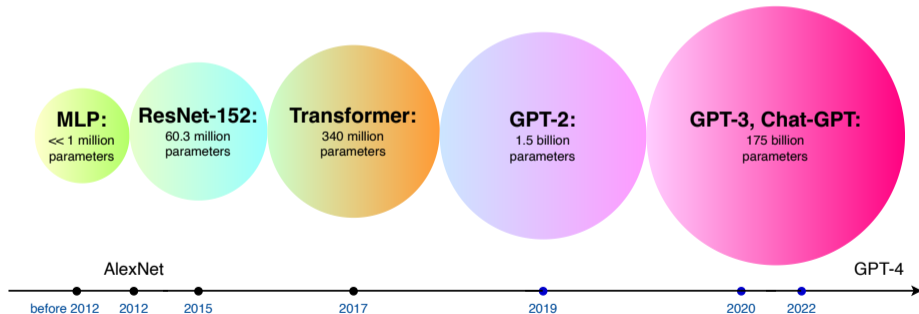 MLP:
<< 1 million
parameters
ResNet-152:
60.3 million
parameters
Transformer:
340 million
parameters
GPT-2:
1.5 billion
parameters
GPT-3, Chat-GPT:
175 billion
parameters
AlexNet
GPT-4
before 2012
2012
2015
2017
2019
2020
2022